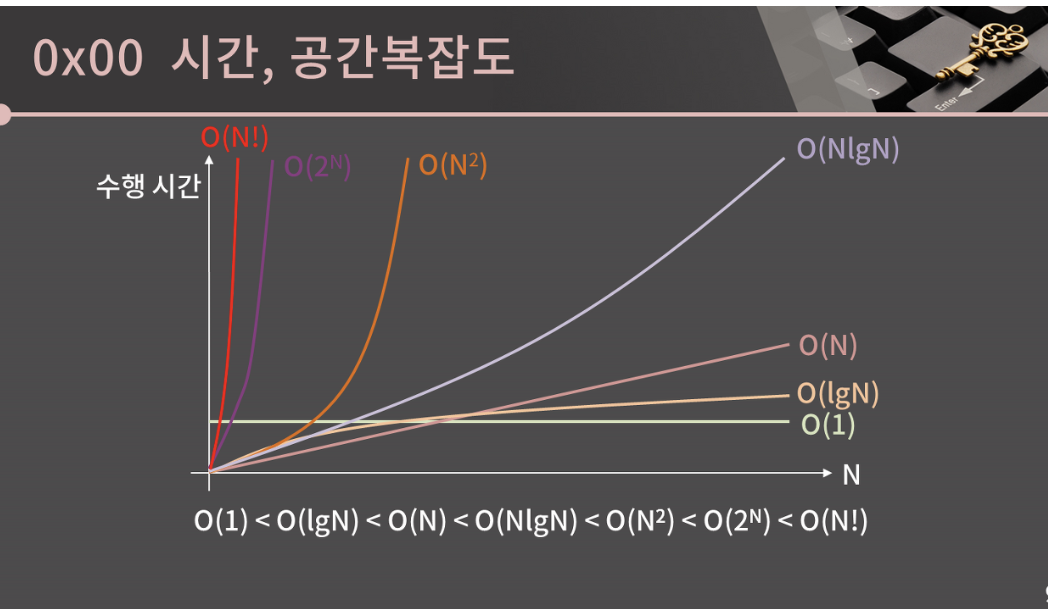 0x00 시간, 공간복잡도
Enter
O(N!)
O(2ᴺ)
O(N²)
O(NlgN)
수행 시간
O(N)
O(lgN)
O(1)
N
O(1) < O(lgN) < O(N) < O(NlgN) < O(N²) < O(2ᴺ) < O(N!)